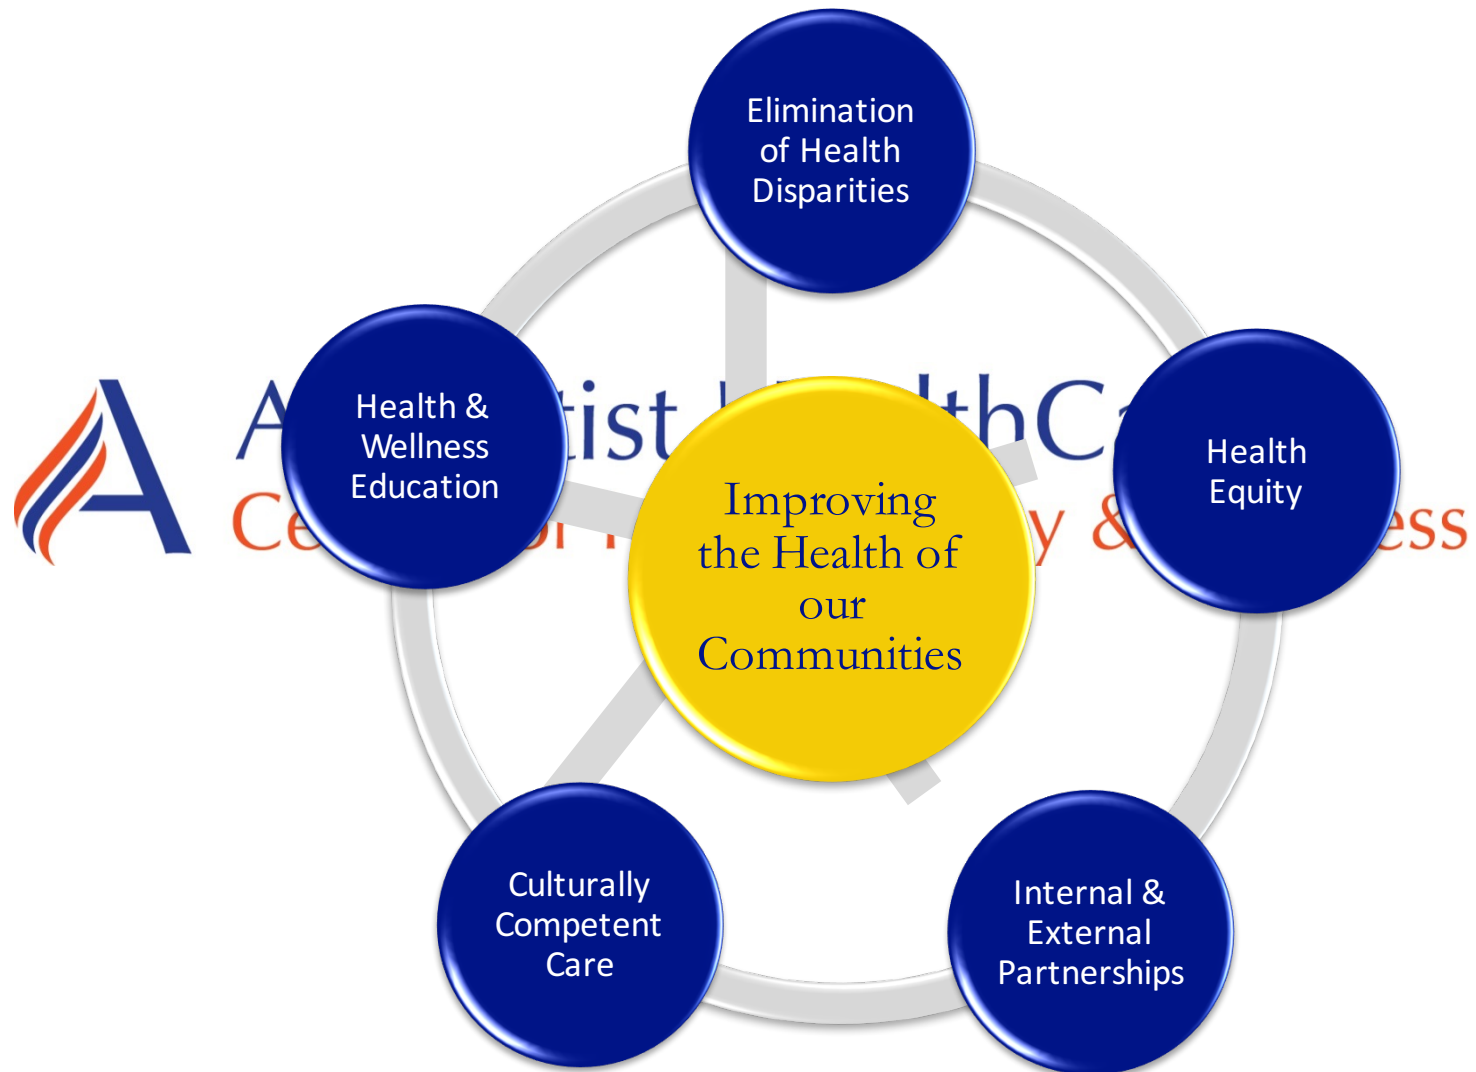 Elimination
of Health
Disparities
Health &
Wellness
Education
Health
Equity
Improving
the Health of
our
Communities
Culturally
Competent
Care
Internal &
External
Partnerships